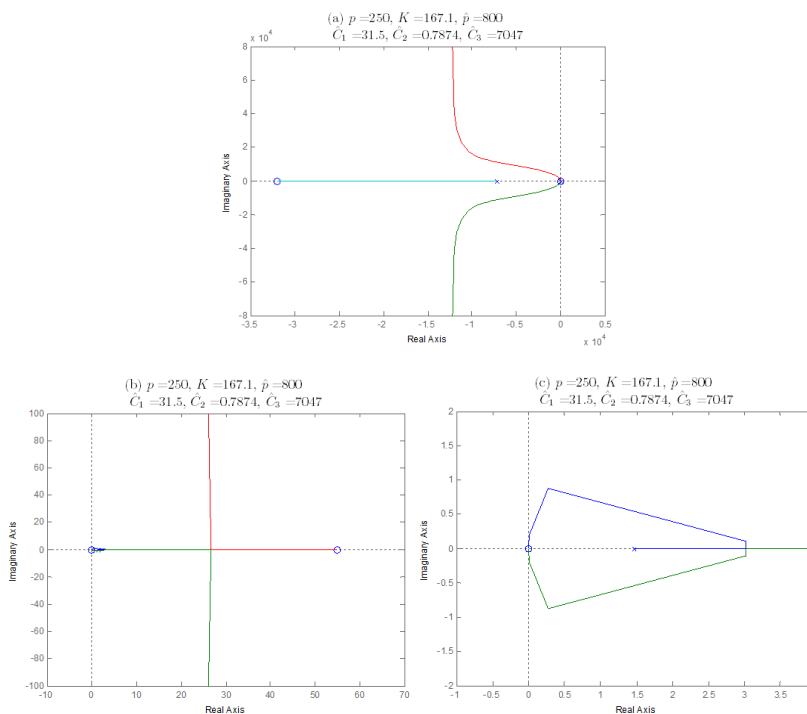 (a) p =250, K =167.1, p̂ =800
Ĉ₁ =31.5, Ĉ₂ =0.7874, Ĉ₃ =7047
x 10⁴
8
6
4
2
0
-2
-4
-6
-8
Imaginary Axis
-3.5 -3 -2.5 -2 -1.5 -1 -0.5 0 0.5
Real Axis
x 10⁴
(b) p =250, K =167.1, p̂ =800
Ĉ₁ =31.5, Ĉ₂ =0.7874, Ĉ₃ =7047
100
80
60
40
20
0
-20
-40
-60
-80
-100
Imaginary Axis
-10 0 10 20 30 40 50 60 70
Real Axis
(c) p =250, K =167.1, p̂ =800
Ĉ₁ =31.5, Ĉ₂ =0.7874, Ĉ₃ =7047
2
1.5
1
0.5
0
-0.5
-1
-1.5
-2
Imaginary Axis
-1 -0.5 0 0.5 1 1.5 2 2.5 3 3.5
Real Axis